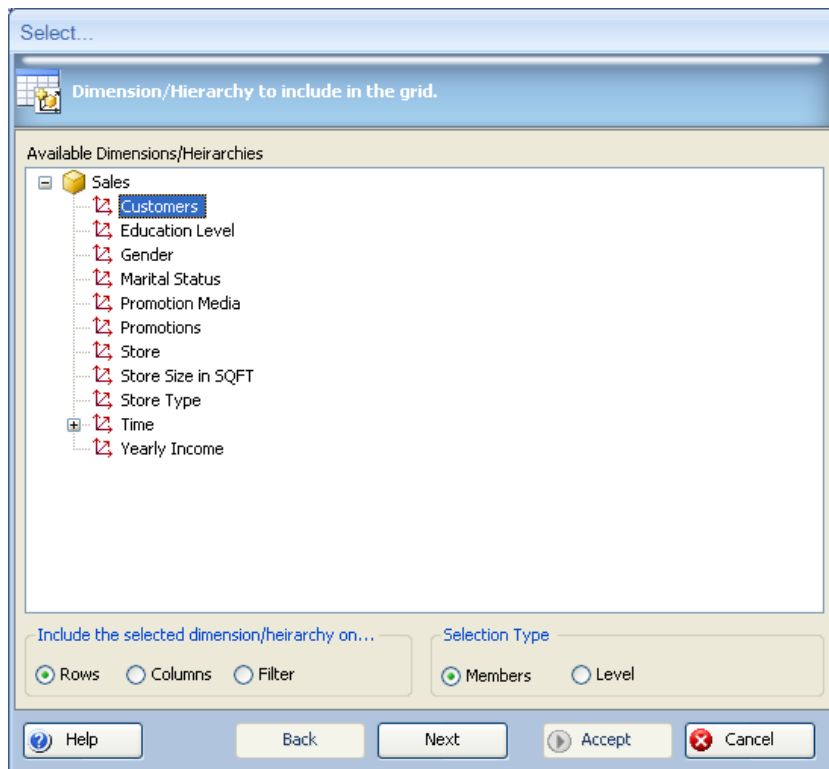 Select...
Dimension/Hierarchy to include in the grid.
Available Dimensions/Heirarchies
Sales
Customers
Education Level
Gender
Marital Status
Promotion Media
Promotions
Store
Store Size in SQFT
Store Type
Time
Yearly Income
Include the selected dimension/heirarchy on... Selection Type
Rows Columns Filter Members Level
Help Back Next Accept Cancel